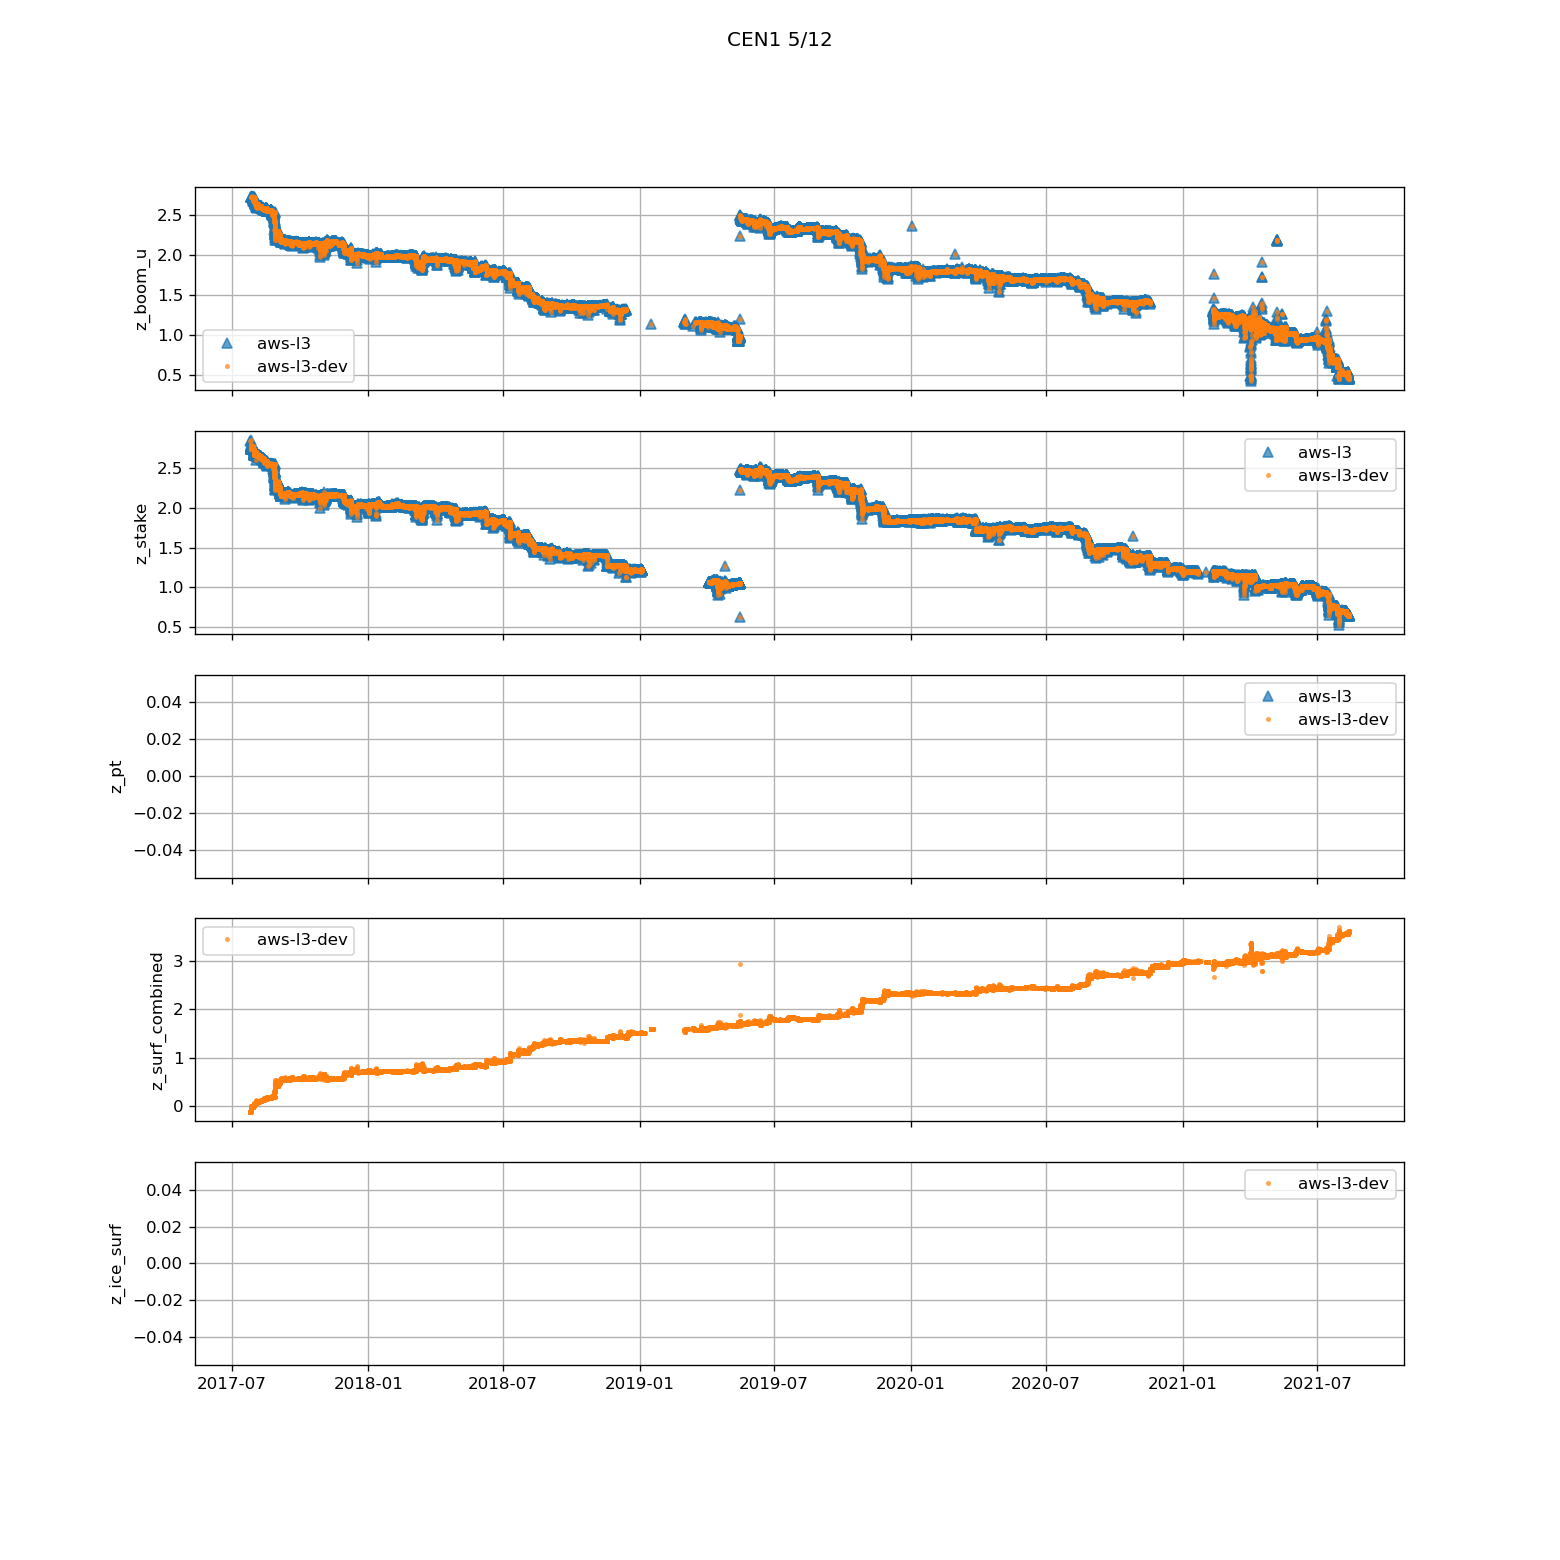 CEN1 5/12
2.5
2.0
1.5
1.0
0.5
z_boom_u
aws-l3
aws-l3-dev
2.5
2.0
1.5
1.0
0.5
z_stake
aws-l3
aws-l3-dev
0.04
0.02
0.00
−0.02
−0.04
z_pt
aws-l3
aws-l3-dev
3
2
1
0
z_surf_combined
aws-l3-dev
0.04
0.02
0.00
−0.02
−0.04
z_ice_surf
aws-l3-dev
2017-07 2018-01 2018-07 2019-01 2019-07 2020-01 2020-07 2021-01 2021-07